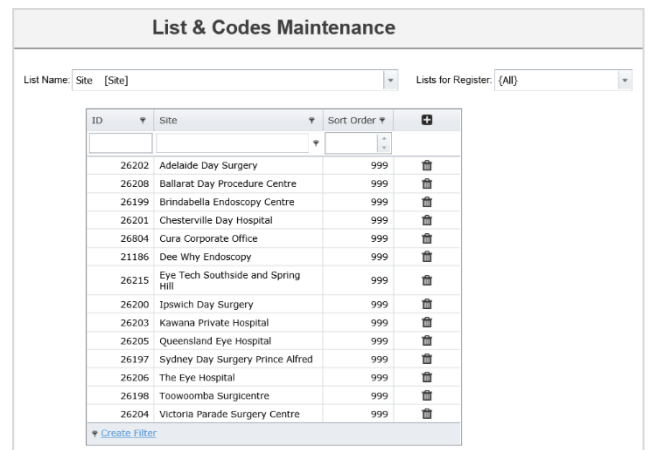 List & Codes Maintenance
List Name: Site [Site] Lists for Register: {All}
ID Site Sort Order
26202 Adelaide Day Surgery 999
26208 Ballarat Day Procedure Centre 999
26199 Brindabella Endoscopy Centre 999
26201 Chesterville Day Hospital 999
26804 Cura Corporate Office 999
21186 Dee Why Endoscopy 999
26215 Eye Tech Southside and Spring 999
Hill
26200 Ipswich Day Surgery 999
26203 Kawana Private Hospital 999
26205 Queensland Eye Hospital 999
26197 Sydney Day Surgery Prince Alfred 999
26206 The Eye Hospital 999
26198 Toowoomba Surgicentre 999
26204 Victoria Parade Surgery Centre 999
Create Filter